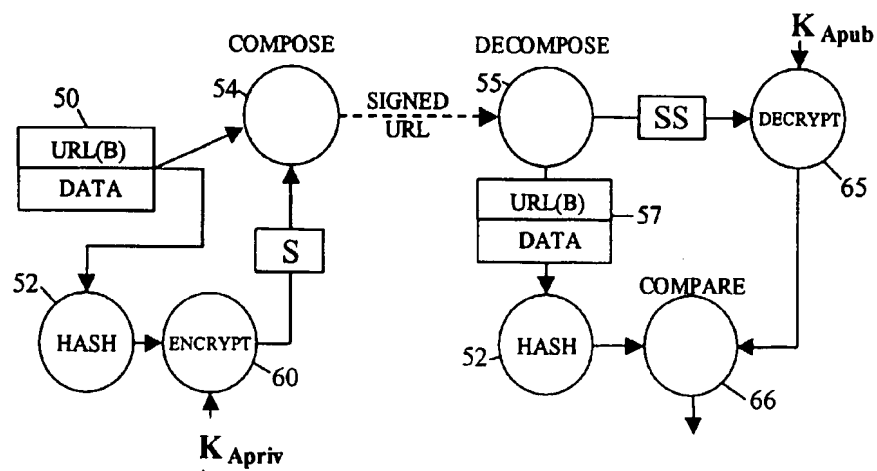 COMPOSE
54
50
URL(B)
DATA
52
HASH
ENCRYPT
60
K Apriv
S
SIGNED
URL
DECOMPOSE
55
SS
K Apub
DECRYPT
65
URL(B)
DATA
57
52
HASH
COMPARE
66